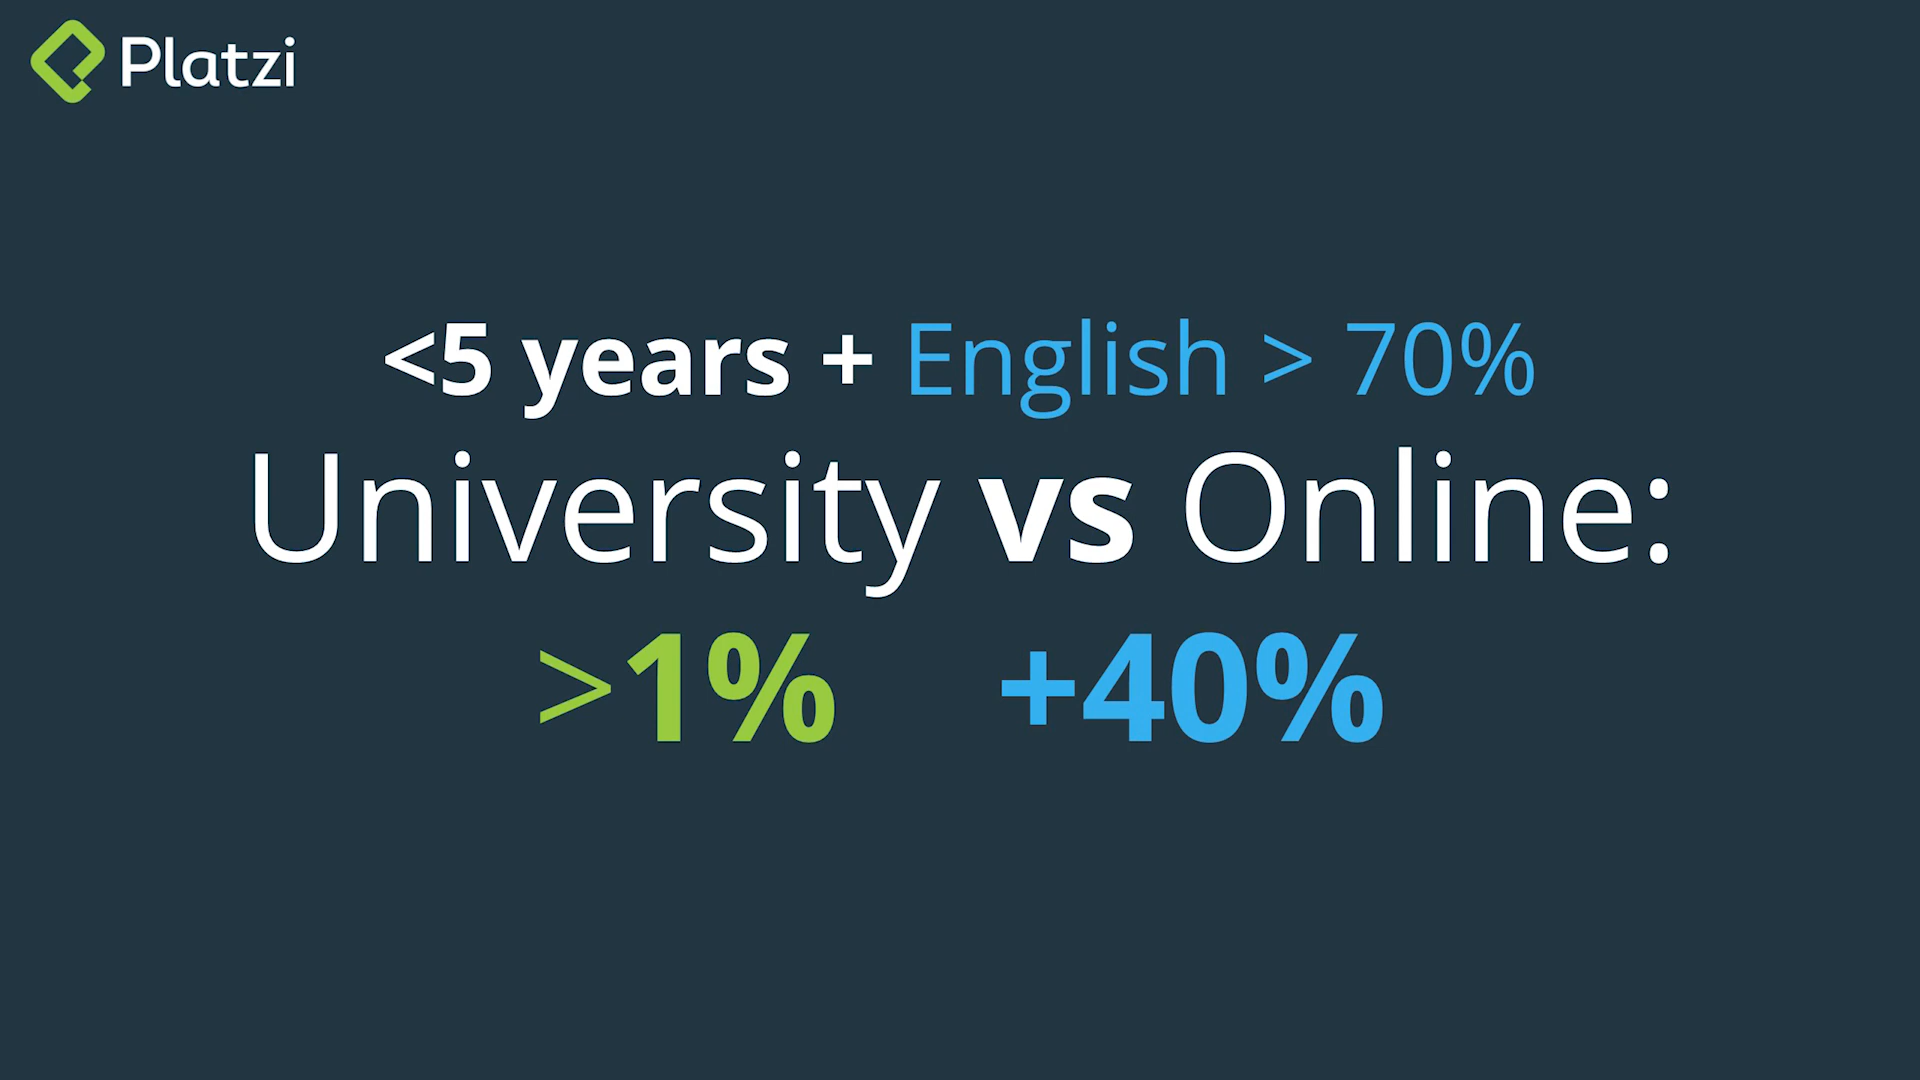 Platzi
<5 years + English > 70%
University vs Online:
>1% +40%